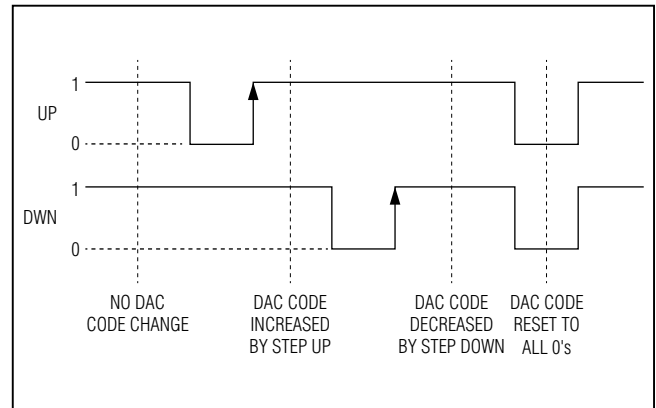 1
UP
0
1
DWN
0
NO DAC
CODE CHANGE
DAC CODE
INCREASED
BY STEP UP
DAC CODE
DECREASED
BY STEP DOWN
DAC CODE
RESET TO
ALL 0's